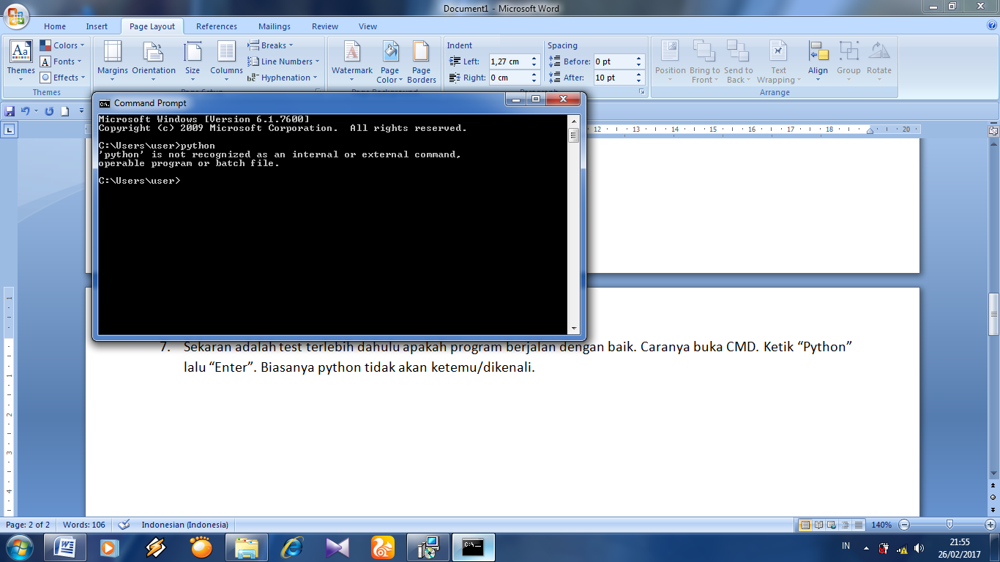 Document1 - Microsoft Word
Home Insert Page Layout References Mailings Review View
Themes
Colors
Fonts
Effects
Themes
Margins
Orientation
Size
Columns
Breaks
Line Numbers
Hyphenation
Watermark
Page Color
Page Borders
Indent
Left: 1,27 cm
Right: 0 cm
Spacing
Before: 0 pt
After: 10 pt
Position
Bring to Front
Send to Back
Text Wrapping
Align
Group
Rotate
Arrange
Command Prompt
12 13 14 15 16 17 18 20
Microsoft Windows [Version 6.1.7600]
Copyright (c) 2009 Microsoft Corporation.  All rights reserved.
C:\Users\user>python
'python' is not recognized as an internal or external command,
operable program or batch file.
C:\Users\user>
7. Sekaran adalah test terlebih dahulu apakah program berjalan dengan baik. Caranya buka CMD. Ketik “Python”
lalu “Enter”. Biasanya python tidak akan ketemu/dikenali.
1
1
2
3
4
Page: 2 of 2 Words: 106 Indonesian (Indonesia) 140%
IN
21:55
26/02/2017